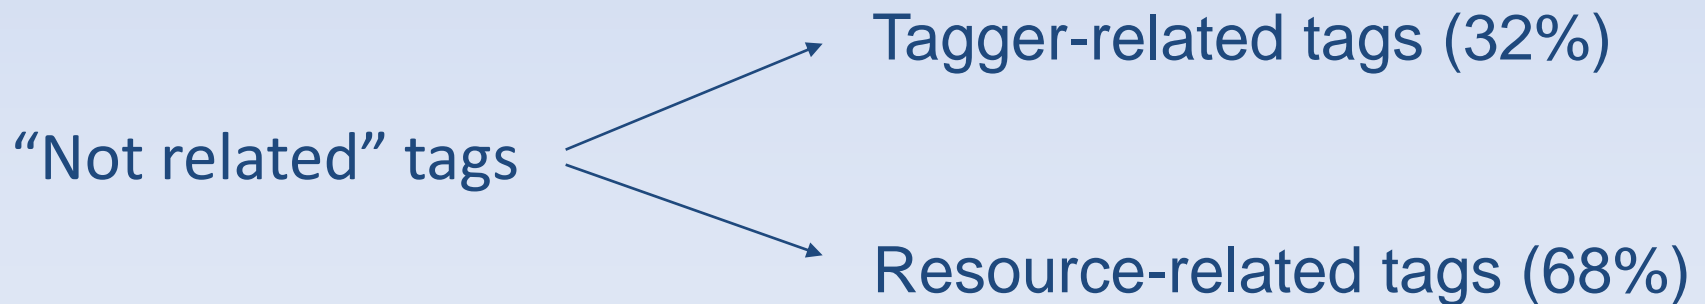 Tagger-related tags (32%)
“Not related” tags
Resource-related tags (68%)